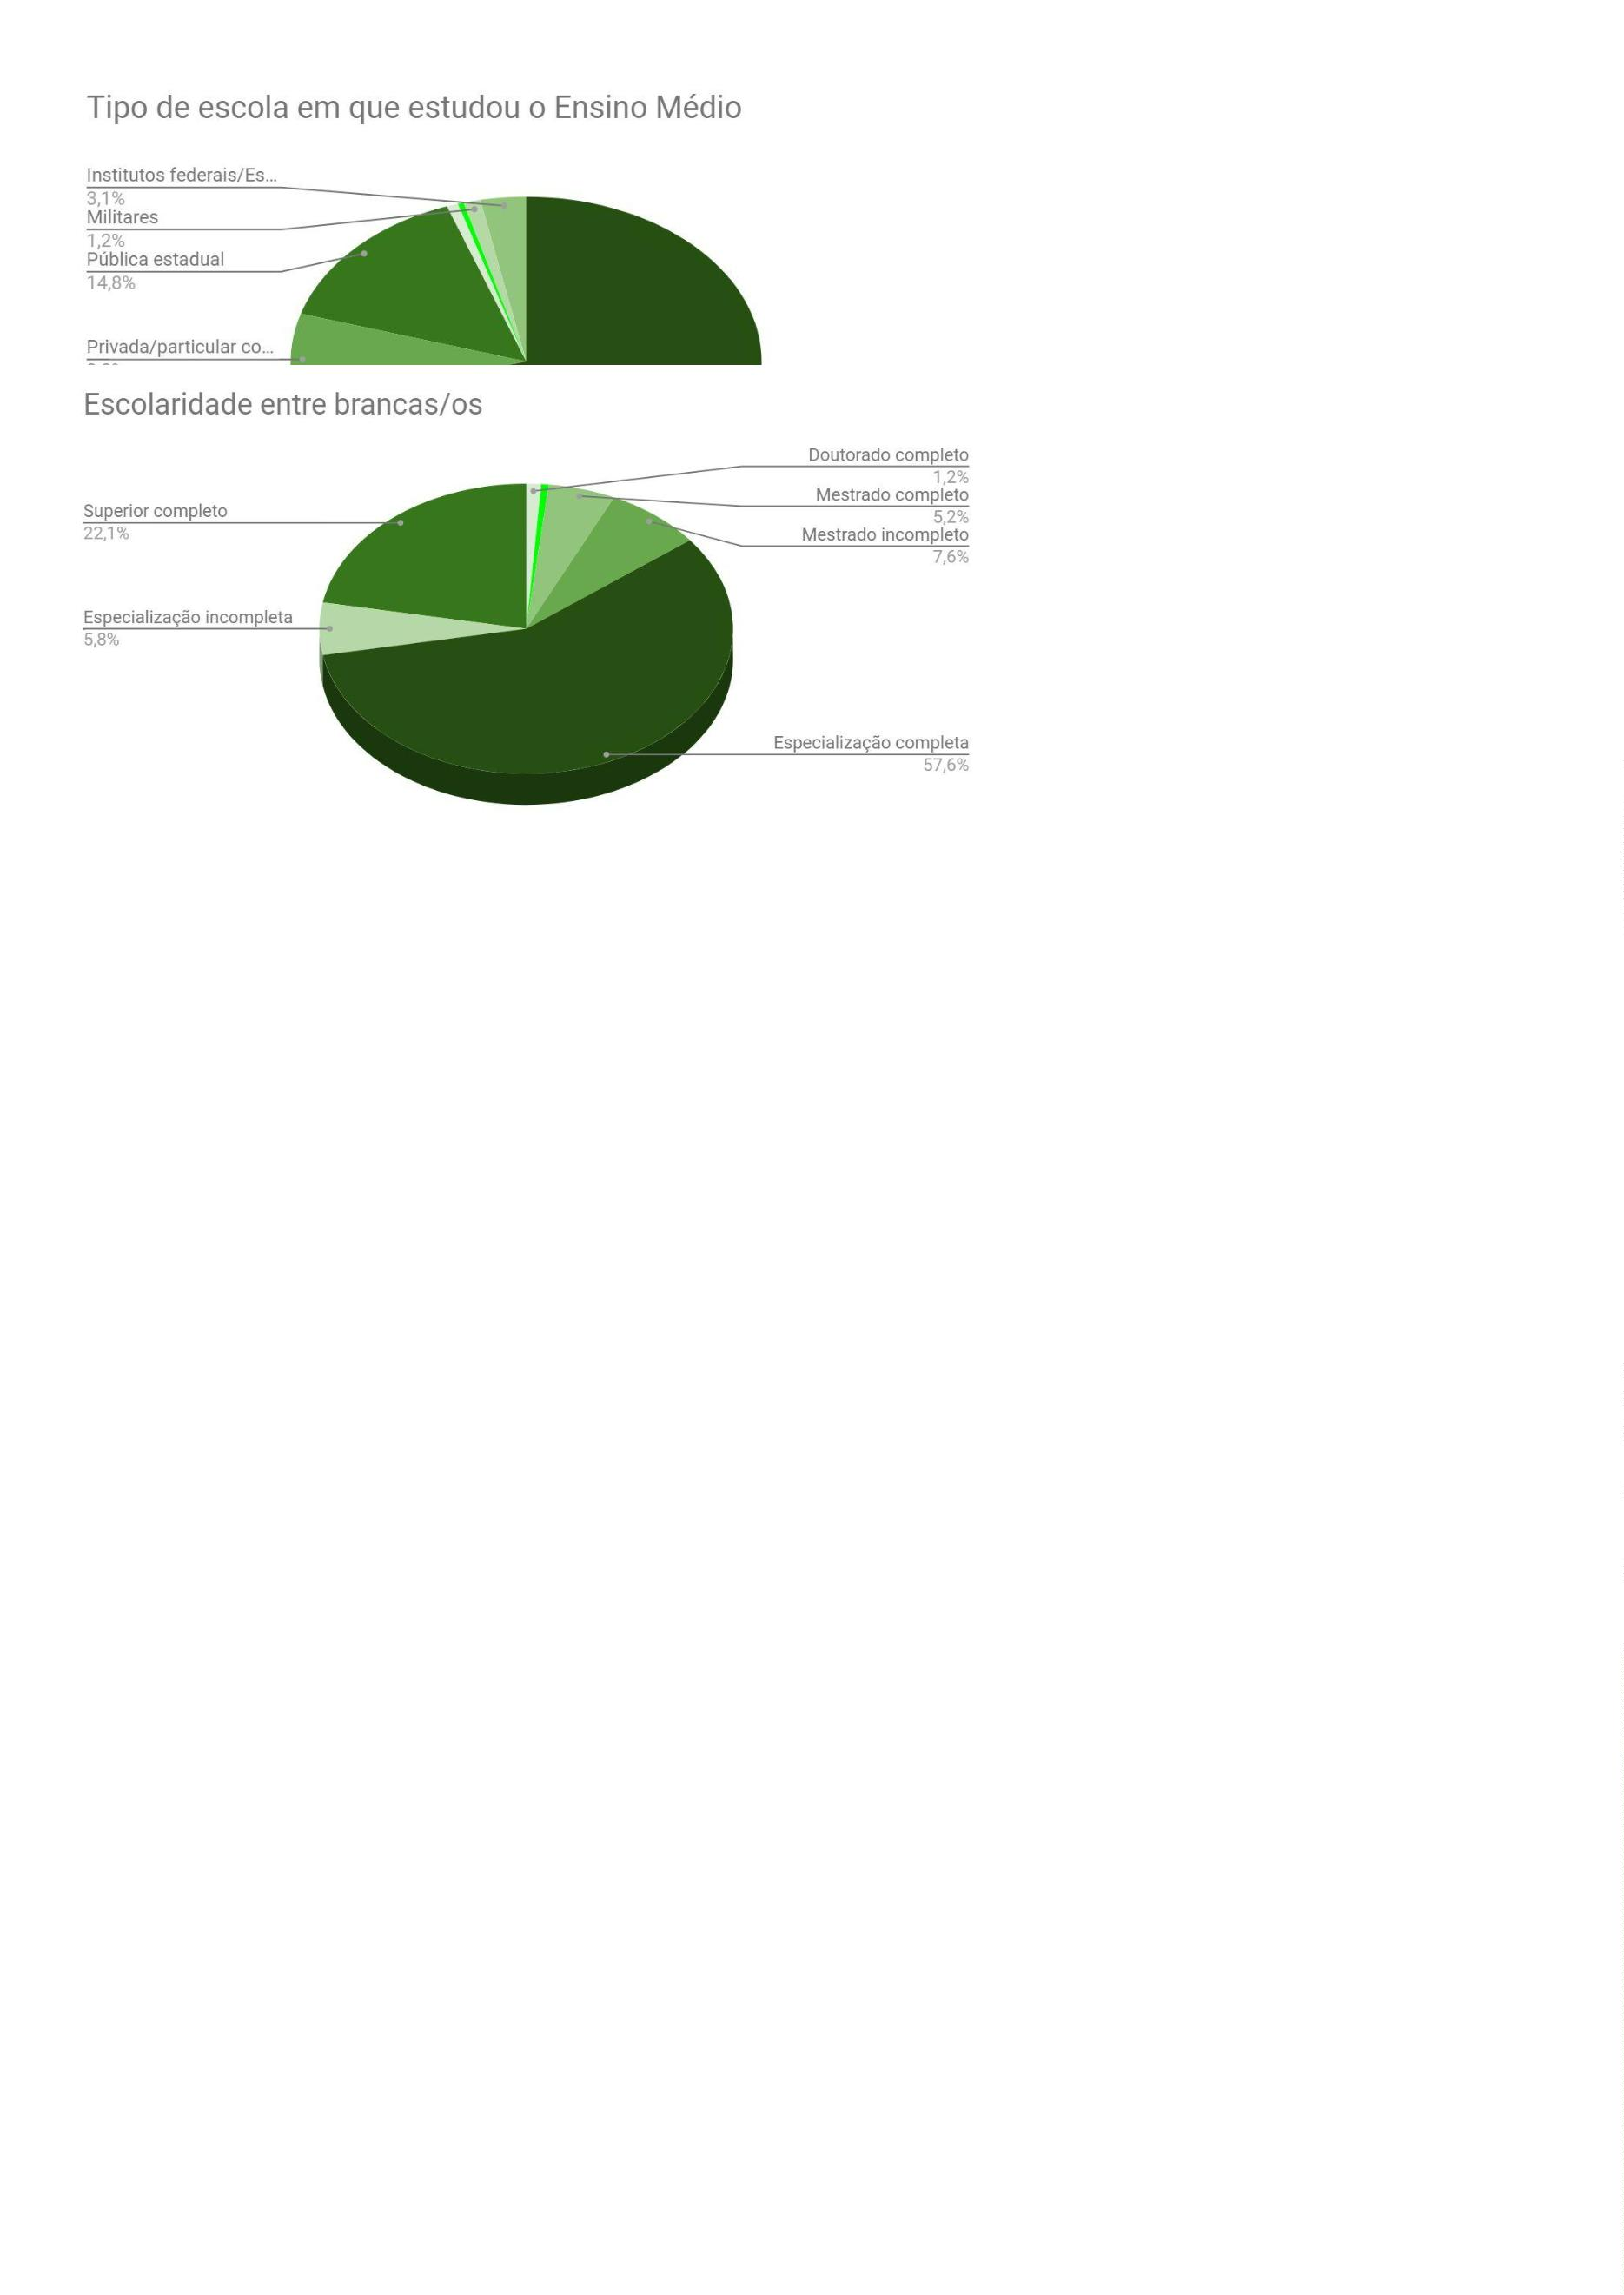 Tipo de escola em que estudou o Ensino Médio
Institutos federais/Es...
3,1%
Militares
1,2%
Pública estadual
14,8%
Privada/particular co...
Escolaridade entre brancas/os
Doutorado completo
1,2%
Mestrado completo
5,2%
Mestrado incompleto
7,6%
Superior completo
22,1%
Especialização incompleta
5,8%
Especialização completa
57,6%